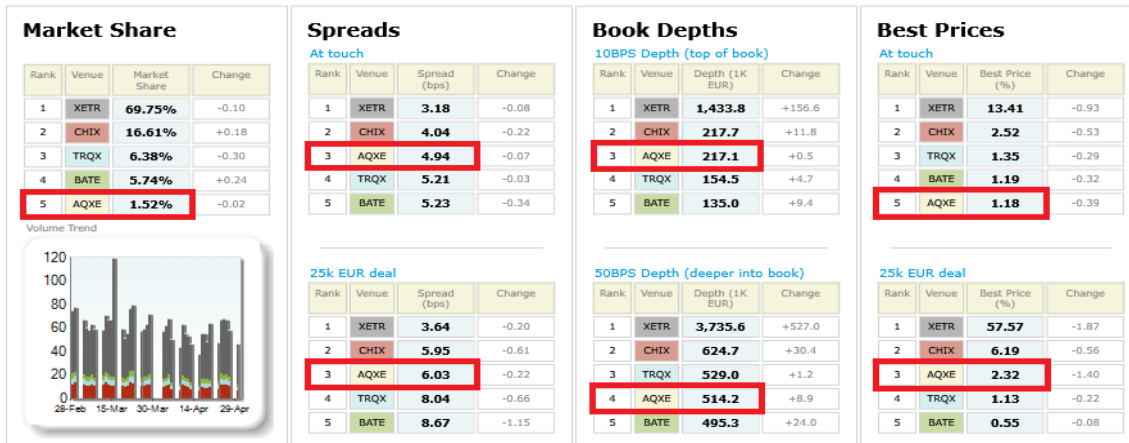 Market Share
Rank Venue Market Share Change
1 XETR 69.75% -0.10
2 CHIX 16.61% +0.18
3 TRQX 6.38% -0.30
4 BATE 5.74% +0.24
5 AQXE 1.52% -0.02
Volume Trend
120
100
80
60
40
20
0
28-Feb 15-Mar 30-Mar 14-Apr 29-Apr
Spreads
At touch
Rank Venue Spread (bps) Change
1 XETR 3.18 -0.08
2 CHIX 4.04 -0.22
3 AQXE 4.94 -0.07
4 TRQX 5.21 -0.03
5 BATE 5.23 -0.34
25k EUR deal
Rank Venue Spread (bps) Change
1 XETR 3.64 -0.20
2 CHIX 5.95 -0.61
3 AQXE 6.03 -0.22
4 TRQX 8.04 -0.66
5 BATE 8.67 -1.15
Book Depths
10BPS Depth (top of book)
Rank Venue Depth (1K EUR) Change
1 XETR 1,433.8 +156.6
2 CHIX 217.7 +11.8
3 AQXE 217.1 +0.5
4 TRQX 154.5 +4.7
5 BATE 135.0 +9.4
50BPS Depth (deeper into book)
Rank Venue Depth (1K EUR) Change
1 XETR 3,735.6 +527.0
2 CHIX 624.7 +30.4
3 TRQX 529.0 +1.2
4 AQXE 514.2 +8.9
5 BATE 495.3 +24.0
Best Prices
At touch
Rank Venue Best Price (%) Change
1 XETR 13.41 -0.93
2 CHIX 2.52 -0.53
3 TRQX 1.35 -0.29
4 BATE 1.19 -0.32
5 AQXE 1.18 -0.39
25k EUR deal
Rank Venue Best Price (%) Change
1 XETR 57.57 -1.87
2 CHIX 6.19 -0.56
3 AQXE 2.32 -1.40
4 TRQX 1.13 -0.22
5 BATE 0.55 -0.08